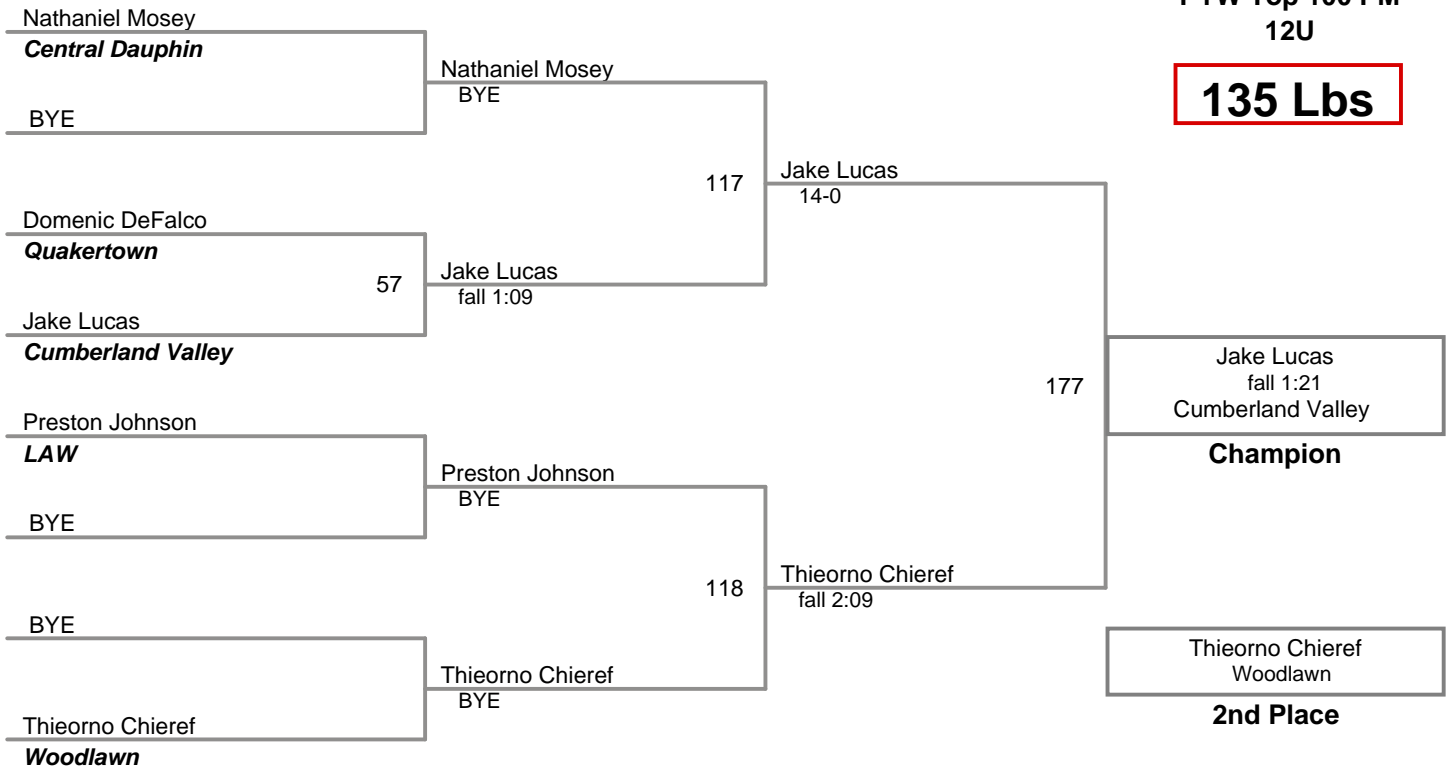 12U
135 Lbs
Nathaniel Mosey
Central Dauphin
BYE
Domenic DeFalco
Quakertown
57
Jake Lucas
Cumberland Valley
Preston Johnson
LAW
BYE
BYE
Thieorno Chieref
Woodlawn
Nathaniel Mosey
BYE
117
Jake Lucas
fall 1:09
Preston Johnson
BYE
118
Thieorno Chieref
BYE
Jake Lucas
14-0
177
Thieorno Chieref
fall 2:09
Jake Lucas
fall 1:21
Cumberland Valley
Champion
Thieorno Chieref
Woodlawn
2nd Place